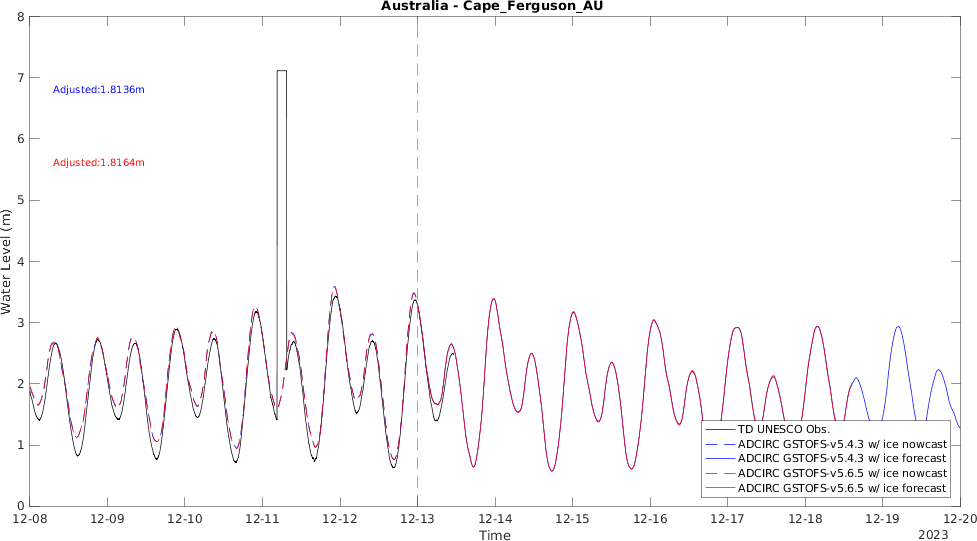 Australia - Cape_Ferguson_AU
8
7
6
5
4
3
2
1
0
Water Level (m)
Adjusted:1.8136m
Adjusted:1.8164m
TD UNESCO Obs.
ADCIRC GSTOFS-v5.4.3 w/ ice nowcast
ADCIRC GSTOFS-v5.4.3 w/ ice forecast
ADCIRC GSTOFS-v5.6.5 w/ ice nowcast
ADCIRC GSTOFS-v5.6.5 w/ ice forecast
12-08 12-09 12-10 12-11 12-12 12-13 12-14 12-15 12-16 12-17 12-18 12-19 12-20
Time
2023